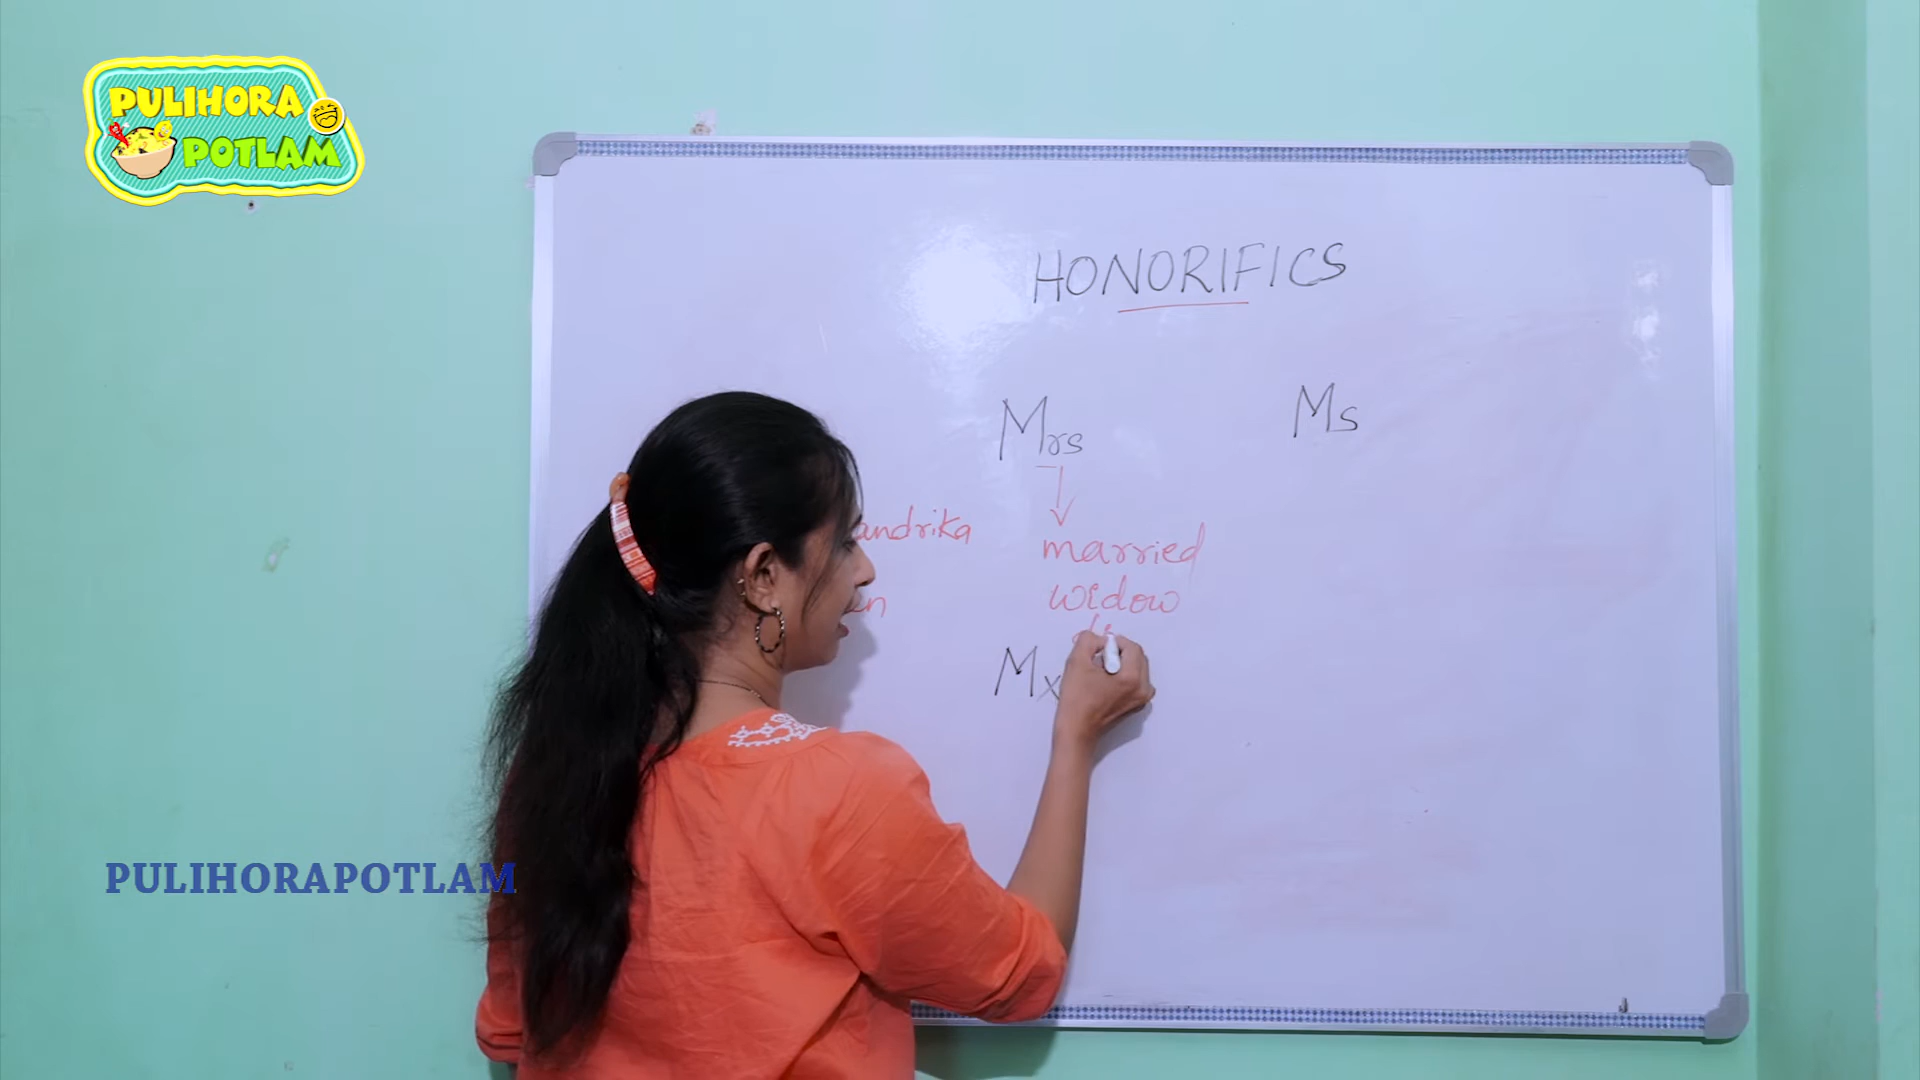 PULIHORA
POTLAM
HONORIFICS
Mrs
Ms
andrika
married
widow
Mx
PULIHORAPOTLAM